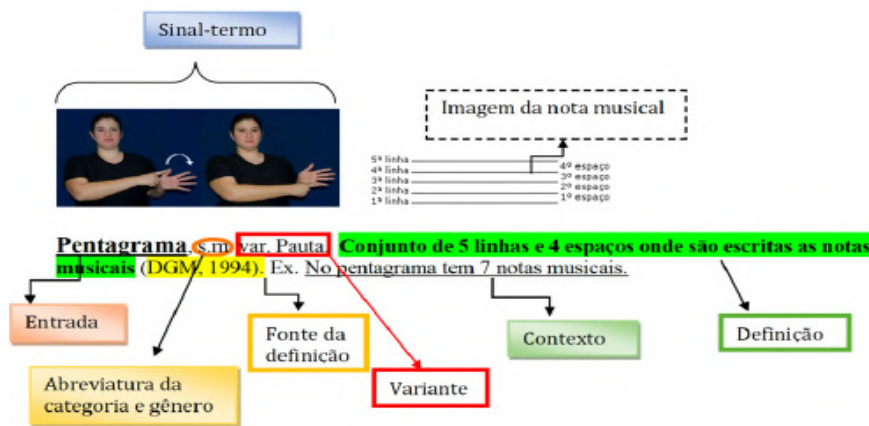 Sinal-termo
Imagem da nota musical
5ª linha
4ª linha
3ª linha
2ª linha
1ª linha
4º espaço
3º espaço
2º espaço
1º espaço
Pentagrama, s.m var. Pauta. Conjunto de 5 linhas e 4 espaços onde são escritas as notas
musicais (DGM, 1994). Ex. No pentagrama tem 7 notas musicais.
Entrada
Fonte da
definição
Contexto
Definição
Abreviatura da
categoria e gênero
Variante